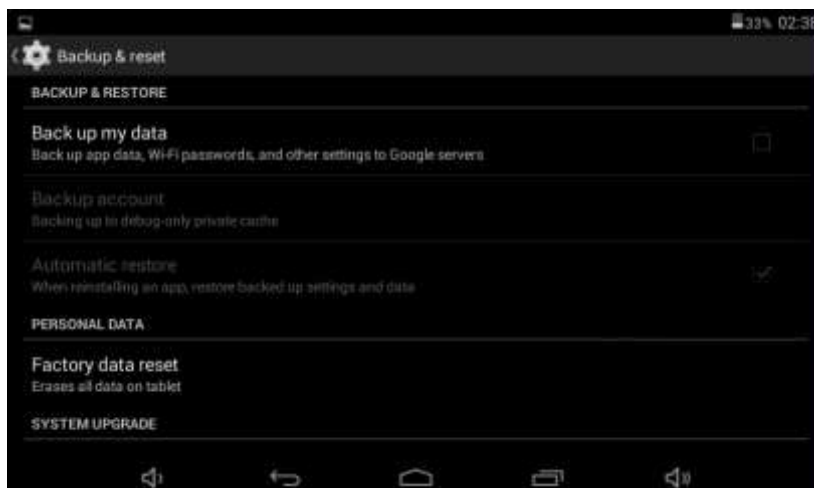 33% 02:38
Backup & reset
BACKUP & RESTORE
Back up my data
Back up app data, Wi-Fi passwords, and other settings to Google servers
Backup account
Backing up to debug-only private cache
Automatic restore
When reinstalling an app, restore backed up settings and data
PERSONAL DATA
Factory data reset
Erases all data on tablet
SYSTEM UPGRADE